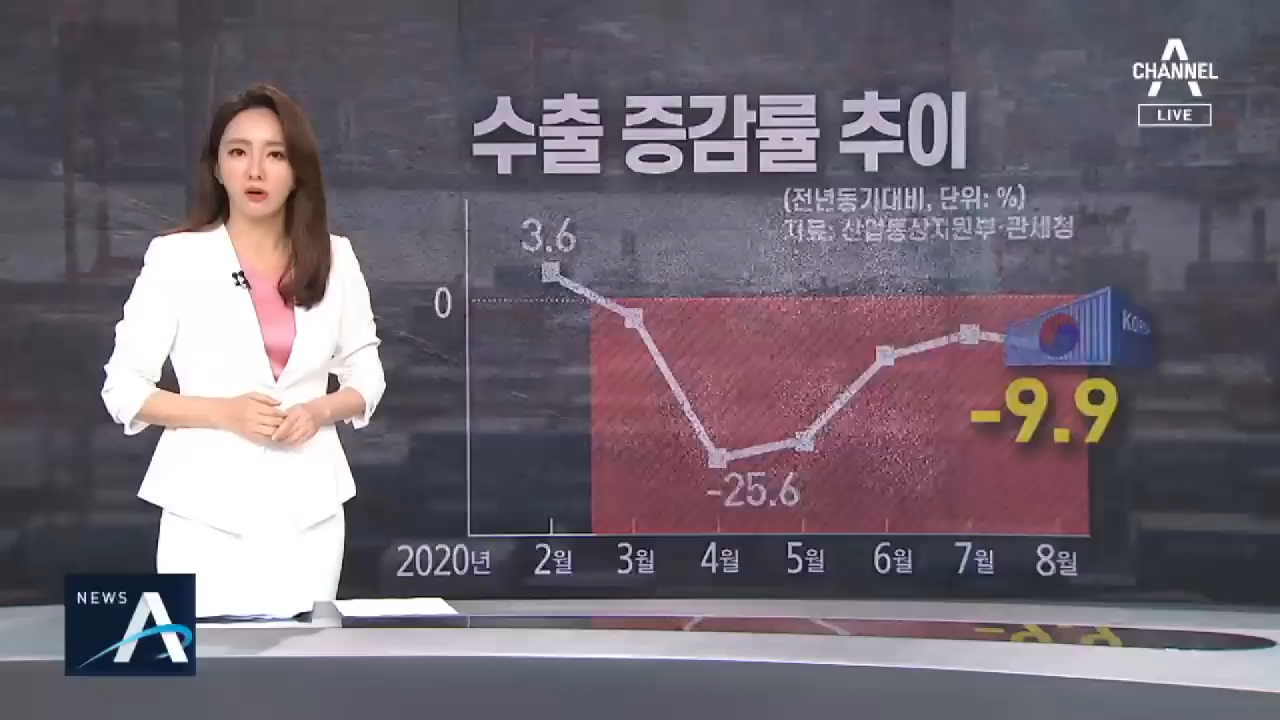 CHANNEL
LIVE
수출 증감률 추이
(전년동기대비, 단위: %)
자료: 산업통상자원부·관세청
3.6
0
-9.9
-25.6
2020년 2월 3월 4월 5월 6월 7월 8월
NEWS
A